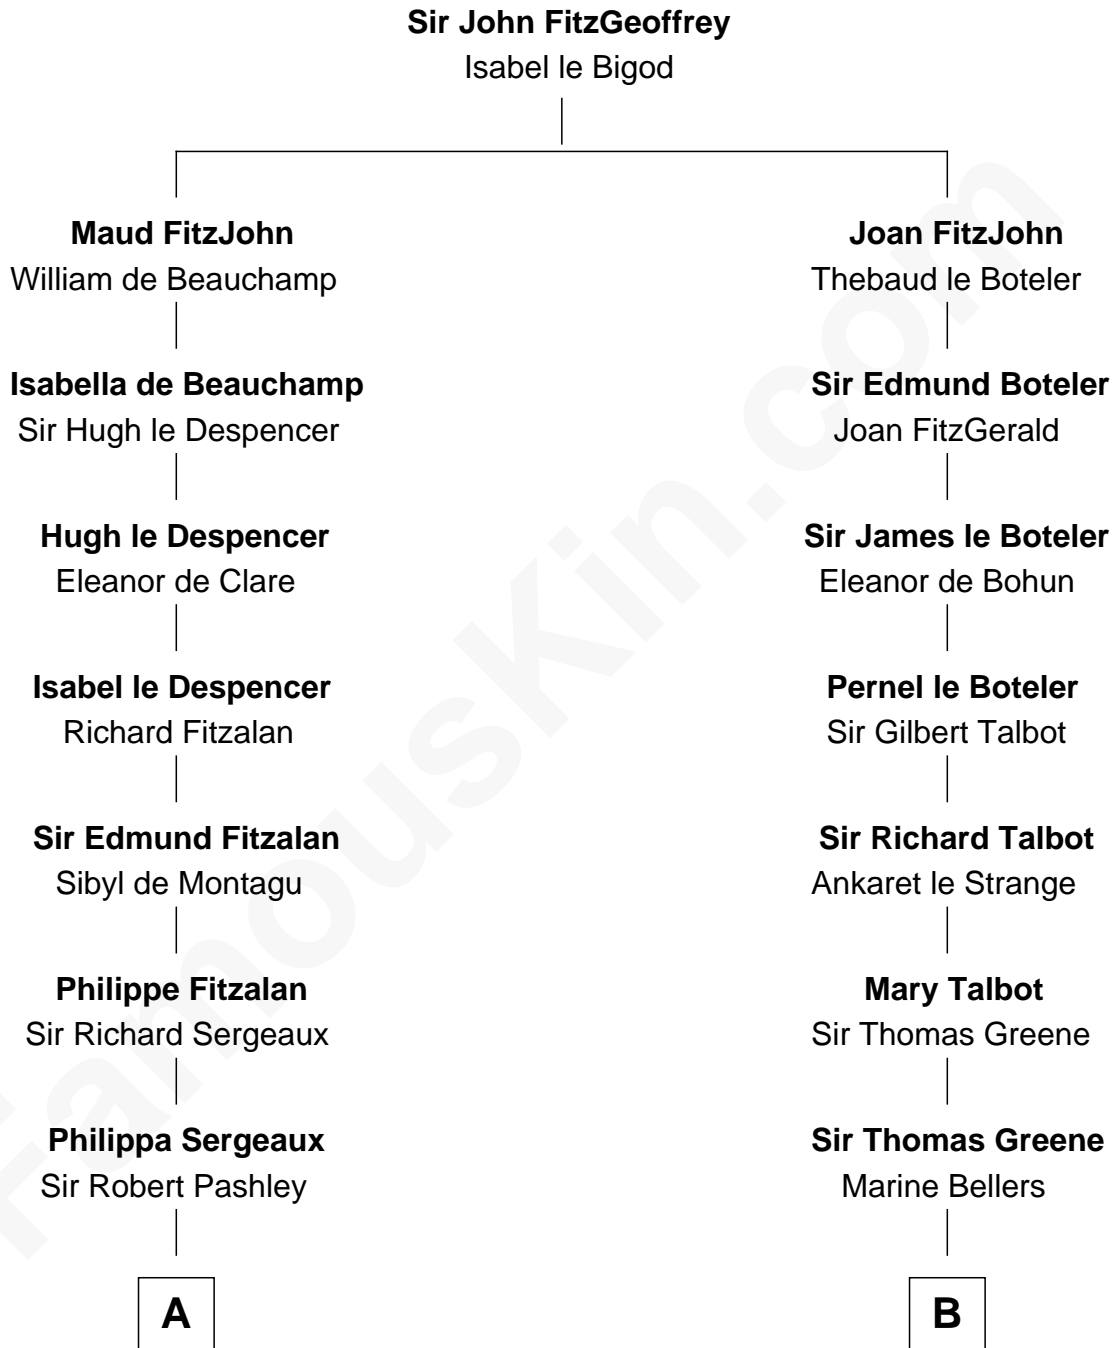 Sir John FitzGeoffrey
Isabel le Bigod
Maud FitzJohn
William de Beauchamp
Isabella de Beauchamp
Sir Hugh le Despencer
Hugh le Despencer
Eleanor de Clare
Isabel le Despencer
Richard Fitzalan
Sir Edmund Fitzalan
Sibyl de Montagu
Philippe Fitzalan
Sir Richard Sergeaux
Philippa Sergeaux
Sir Robert Pashley
A
Joan FitzJohn
Thebaud le Boteler
Sir Edmund Boteler
Joan FitzGerald
Sir James le Boteler
Eleanor de Bohun
Pernel le Boteler
Sir Gilbert Talbot
Sir Richard Talbot
Ankaret le Strange
Mary Talbot
Sir Thomas Greene
Sir Thomas Greene
Marine Bellers
B
FamousKin.com